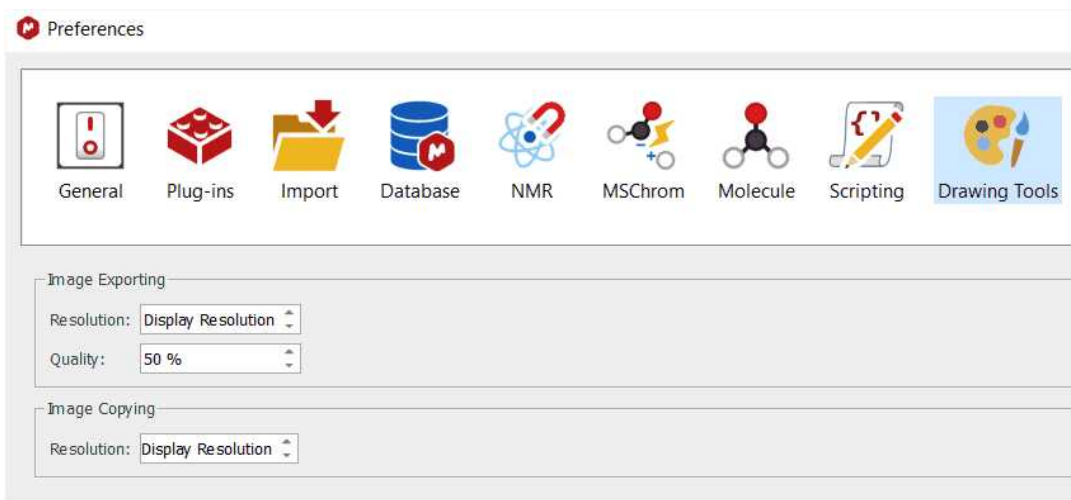 Preferences
General Plug-ins Import Database NMR MSChrom Molecule Scripting Drawing Tools
Image Exporting
Resolution: Display Resolution
Quality: 50 %
Image Copying
Resolution: Display Resolution